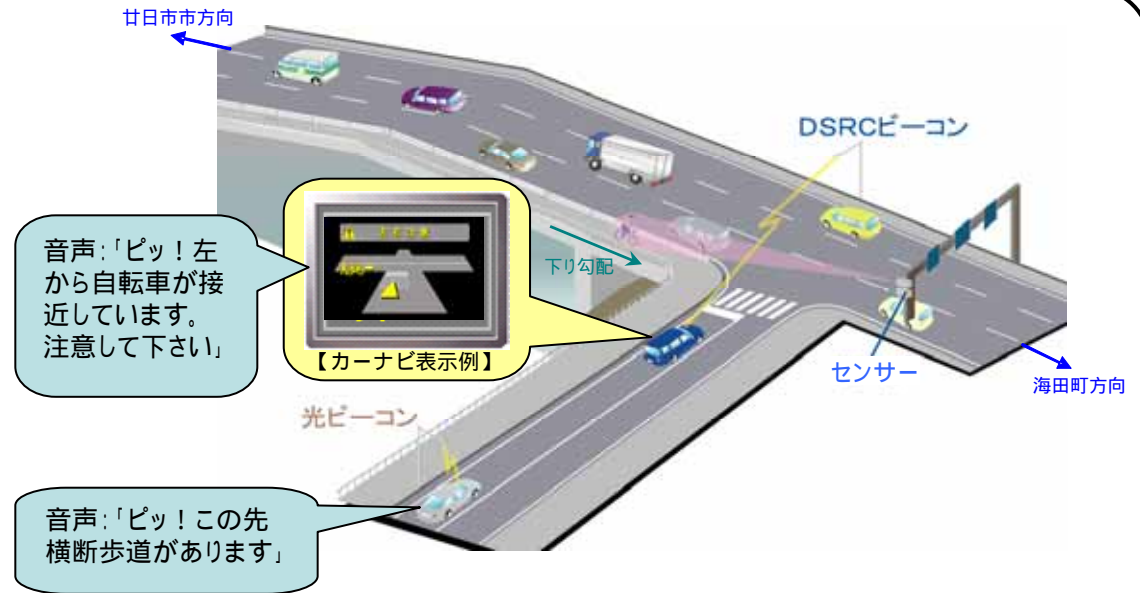 廿日市市方向
DSRCビーコン
音声:「ピッ!左
から自転車が接
近しています。
注意して下さい」
下り勾配
【カーナビ表示例】
センサー
海田町方向
光ビーコン
音声:「ピッ!この先
横断歩道があります」